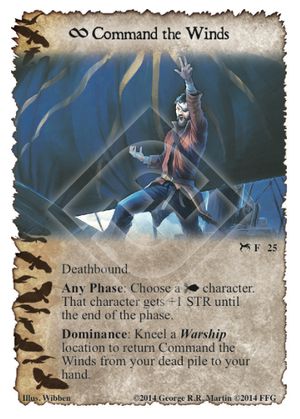 ∞ Command the Winds
F 25
Deathbound.
Any Phase: Choose a character.
That character gets +1 STR until
the end of the phase.
Dominance: Kneel a Warship
location to return Command the
Winds from your dead pile to your
hand.
Illus. Wibben
©2014 George R.R. Martin ©2014 FFG